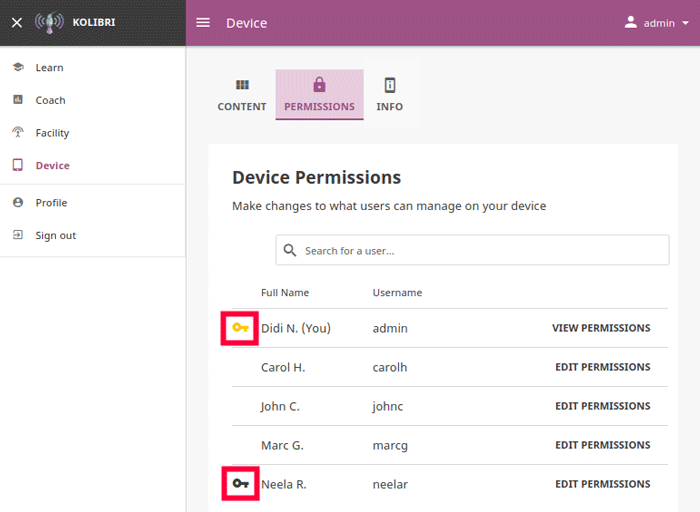 KOLIBRI
Device
admin
Learn
Coach
Facility
Device
Profile
Sign out
CONTENT
PERMISSIONS
INFO
Device Permissions
Make changes to what users can manage on your device
Search for a user...
Full Name Username
Didi N. (You) admin VIEW PERMISSIONS
Carol H. carolh EDIT PERMISSIONS
John C. johnc EDIT PERMISSIONS
Marc G. marcg EDIT PERMISSIONS
Neela R. neelar EDIT PERMISSIONS